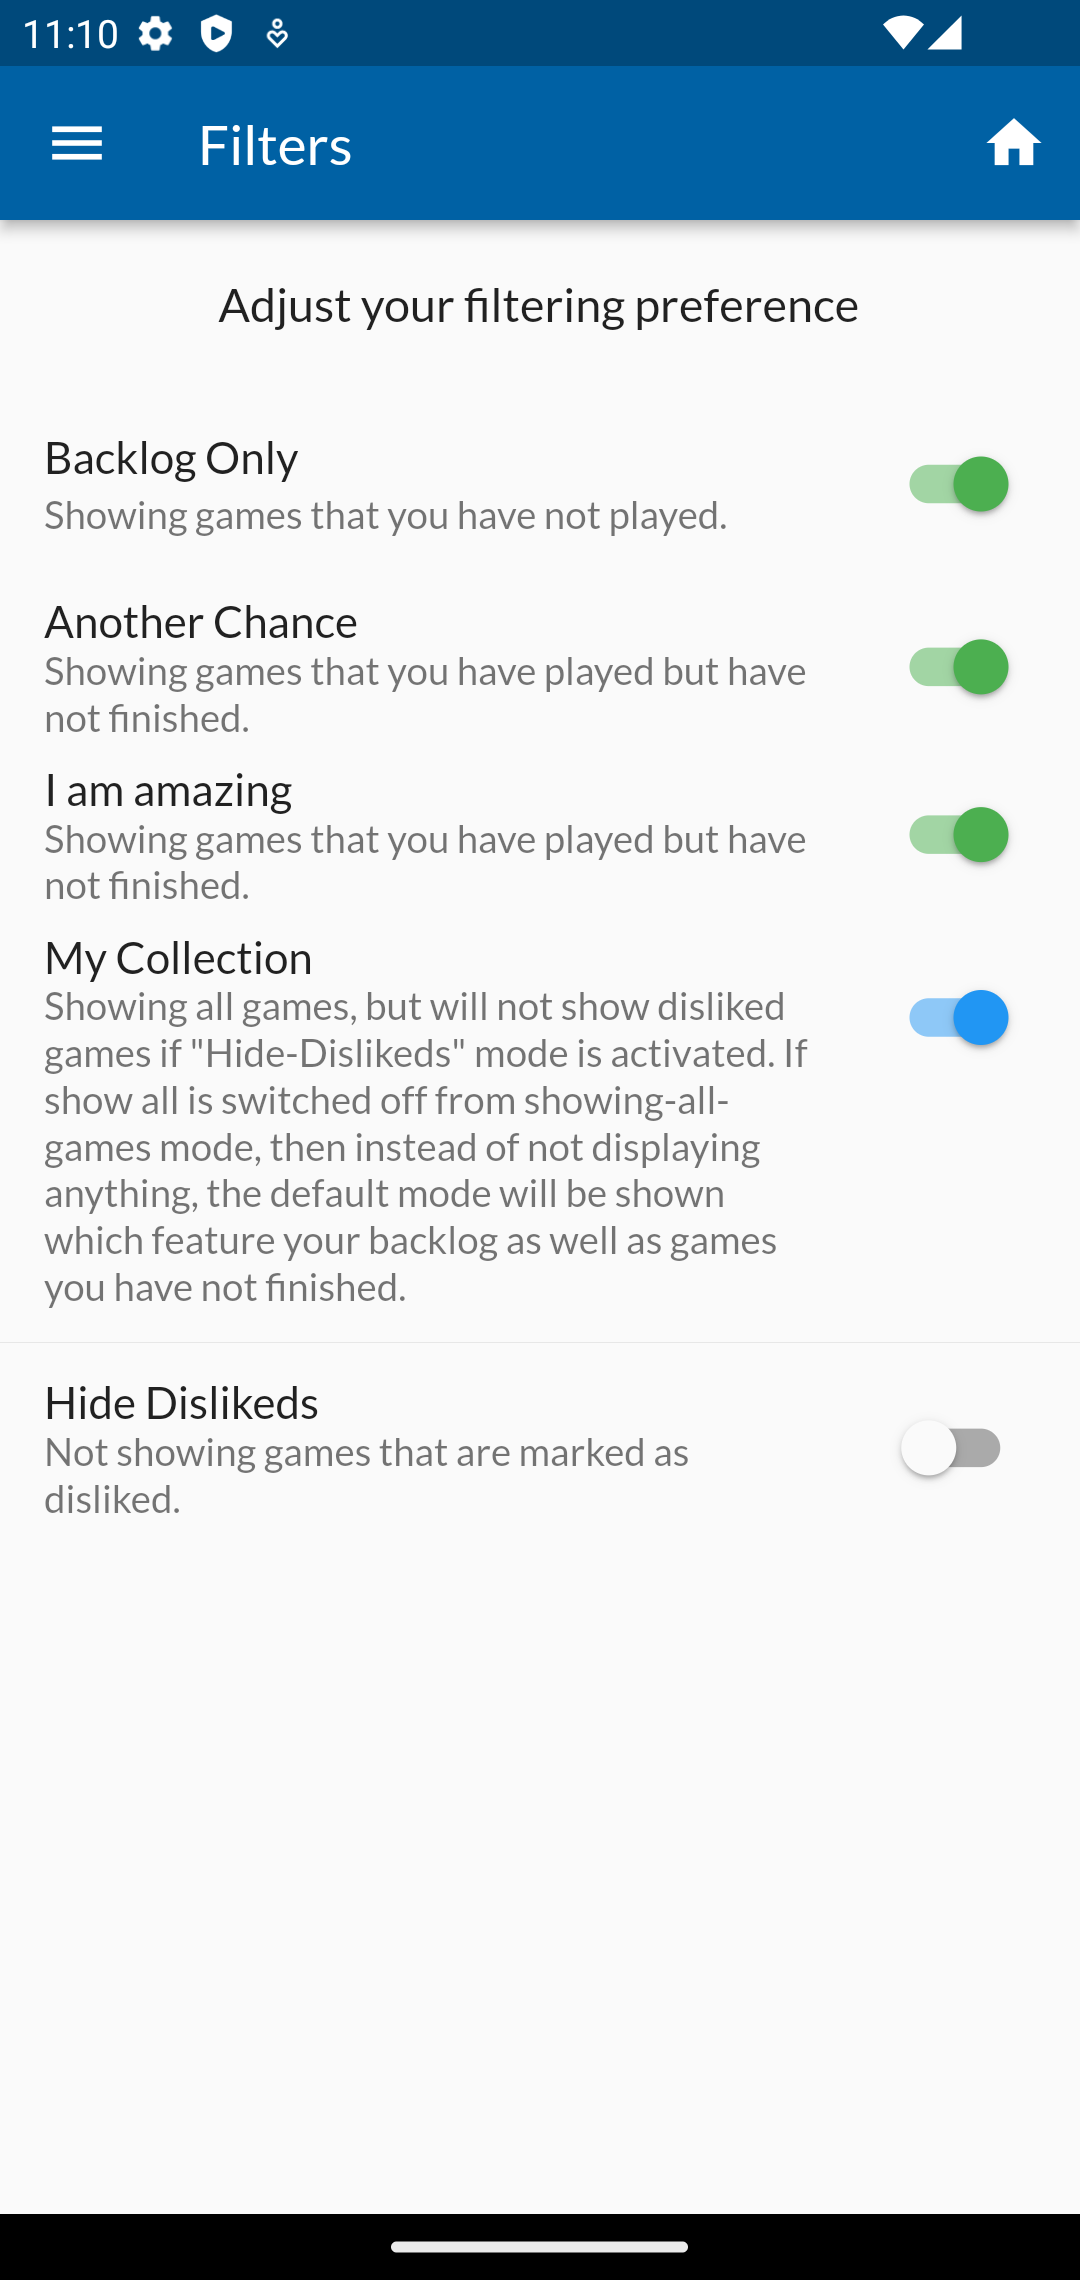 11:10
Filters
Adjust your filtering preference
Backlog Only
Showing games that you have not played.
Another Chance
Showing games that you have played but have
not finished.
I am amazing
Showing games that you have played but have
not finished.
My Collection
Showing all games, but will not show disliked
games if "Hide-Dislikeds" mode is activated. If
show all is switched off from showing-all-
games mode, then instead of not displaying
anything, the default mode will be shown
which feature your backlog as well as games
you have not finished.
Hide Dislikeds
Not showing games that are marked as
disliked.